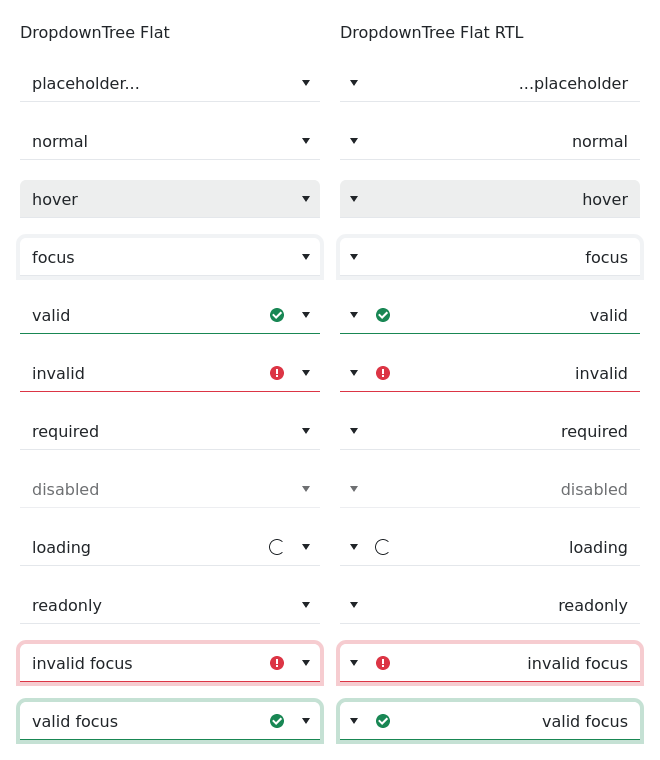 DropdownTree Flat
DropdownTree Flat RTL
placeholder...
...placeholder
normal
normal
hover
hover
focus
focus
valid
valid
invalid
invalid
required
required
disabled
disabled
loading
loading
readonly
readonly
invalid focus
invalid focus
valid focus
valid focus